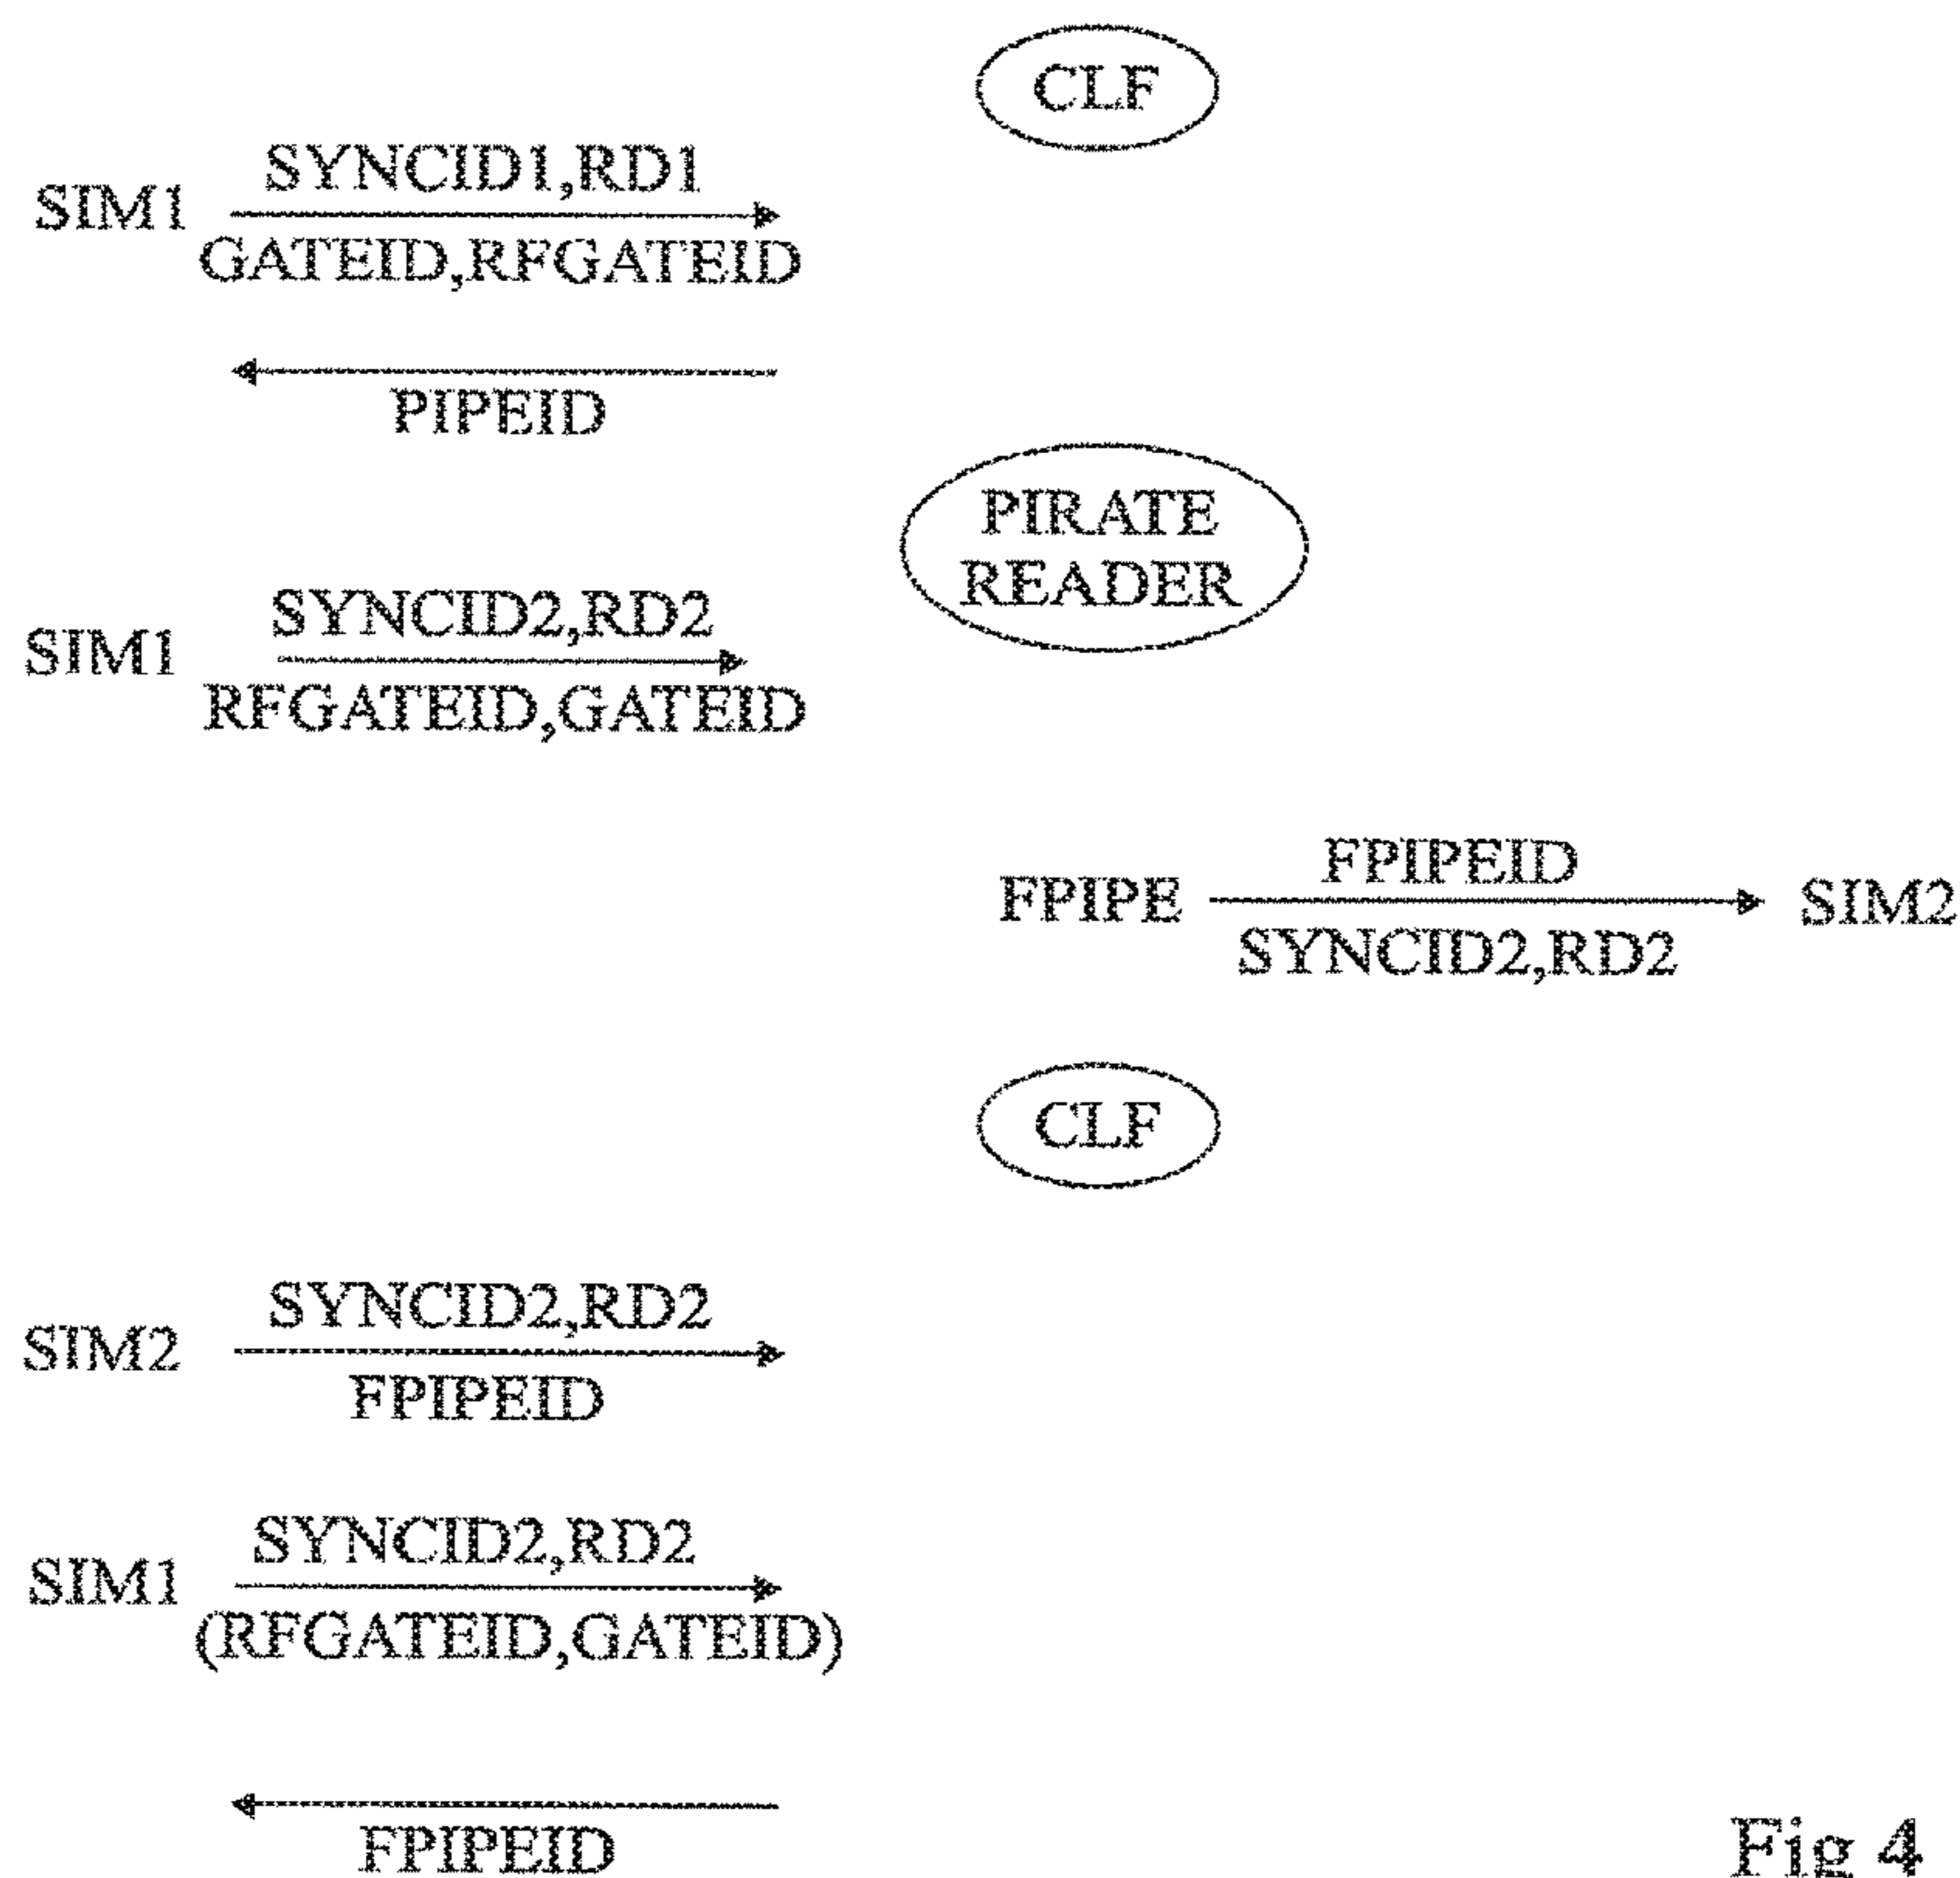 CLF
SYNCID1,RD1
SIM1
GATEID,RFGATEID
PIPEID
PIRATE
READER
SYNCID2,RD2
SIM1
RFGATEID,GATEID
FPIPEID
FPIPE
SIM2
SYNCID2,RD2
CLF
SYNCID2,RD2
SIM2
FPIPEID
SYNCID2,RD2
SIM1
(RFGATEID,GATEID)
FPIPEID
Fig 4